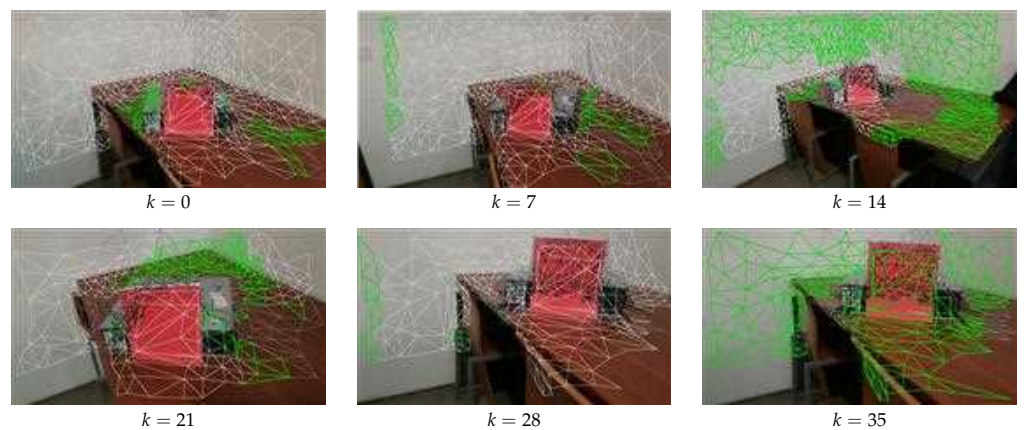 k = 0
k = 7
k = 14
k = 21
k = 28
k = 35